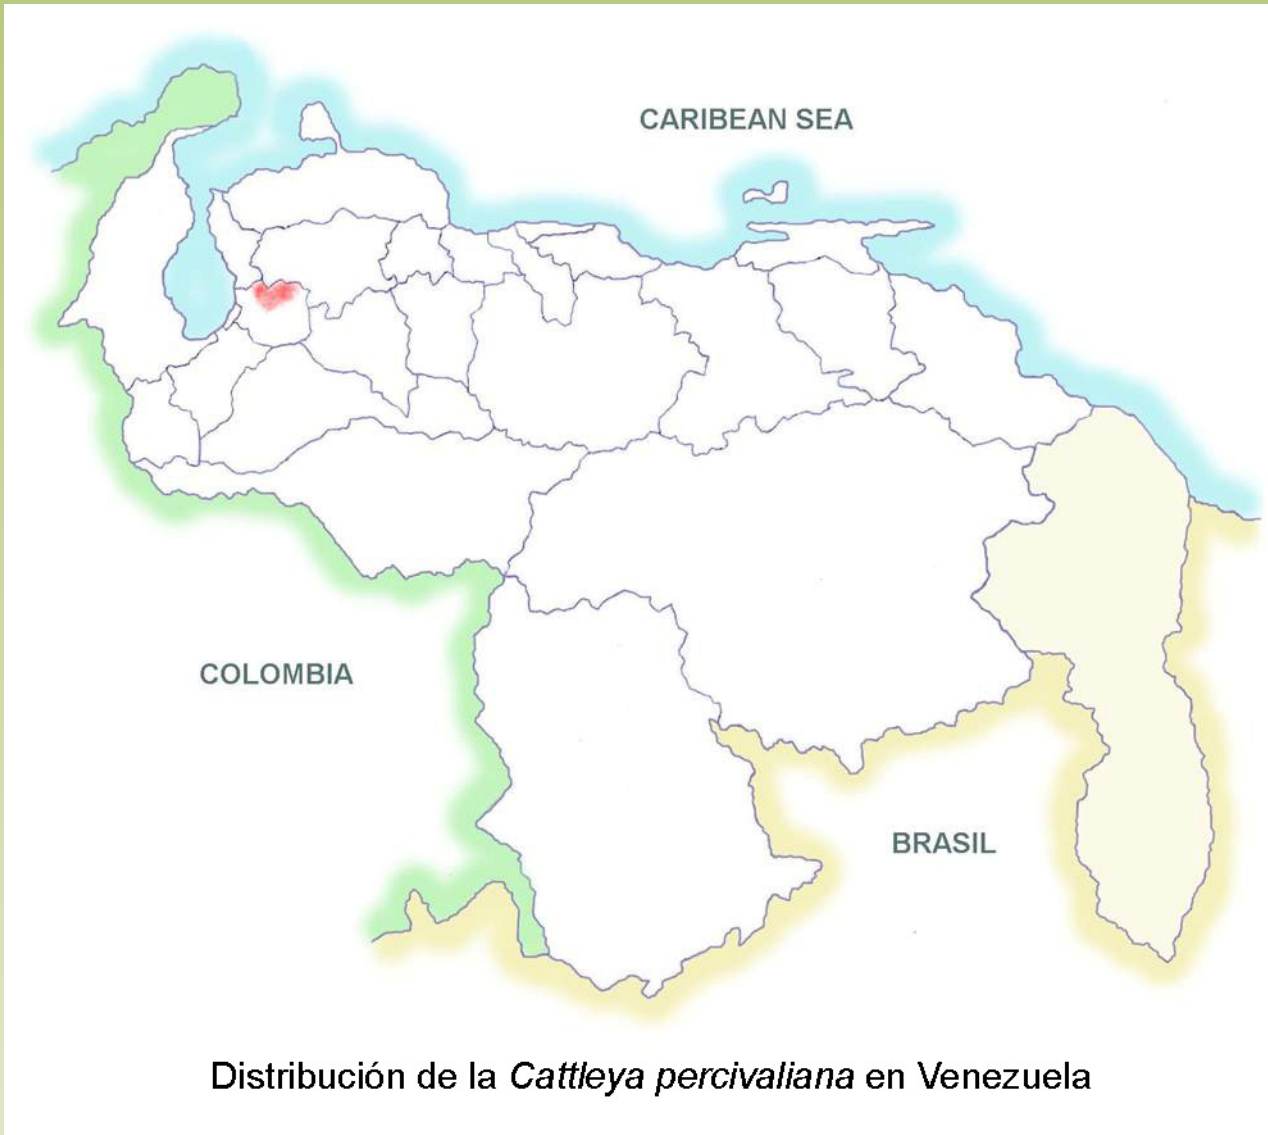 CARIBEAN SEA
COLOMBIA
BRASIL
Distribución de la Cattleya percivaliana en Venezuela